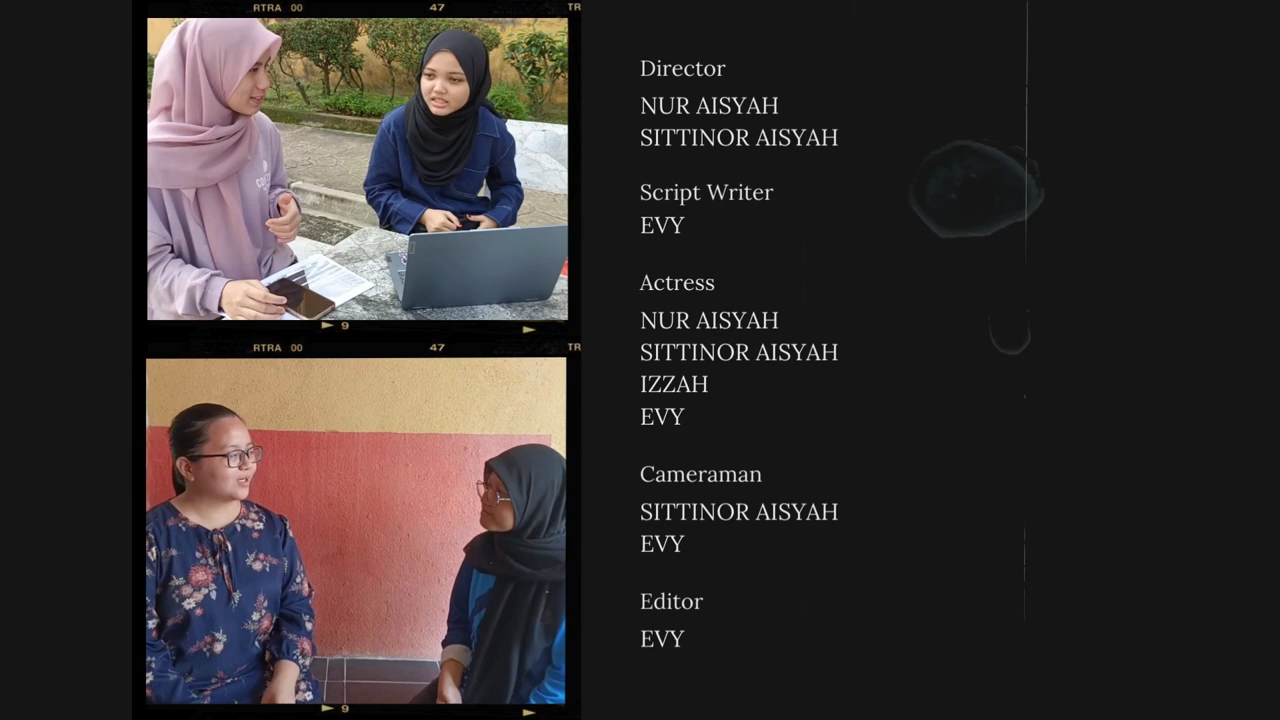 RTRA 00 47 TR
9
RTRA 00 47 TR
9
Director
NUR AISYAH
SITTINOR AISYAH
Script Writer
EVY
Actress
NUR AISYAH
SITTINOR AISYAH
IZZAH
EVY
Cameraman
SITTINOR AISYAH
EVY
Editor
EVY